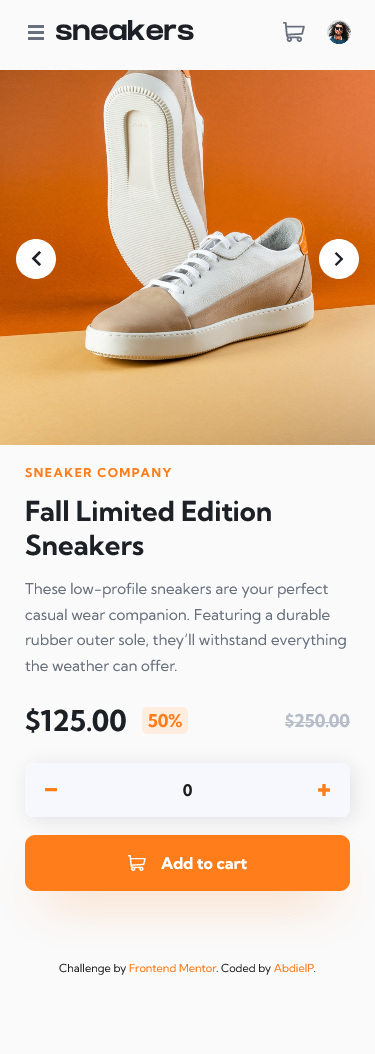 sneakers
SNEAKER COMPANY
Fall Limited Edition
Sneakers
These low-profile sneakers are your perfect
casual wear companion. Featuring a durable
rubber outer sole, they’ll withstand everything
the weather can offer.
$125.00 50% $250.00
0
Add to cart
Challenge by Frontend Mentor. Coded by AbdielP.